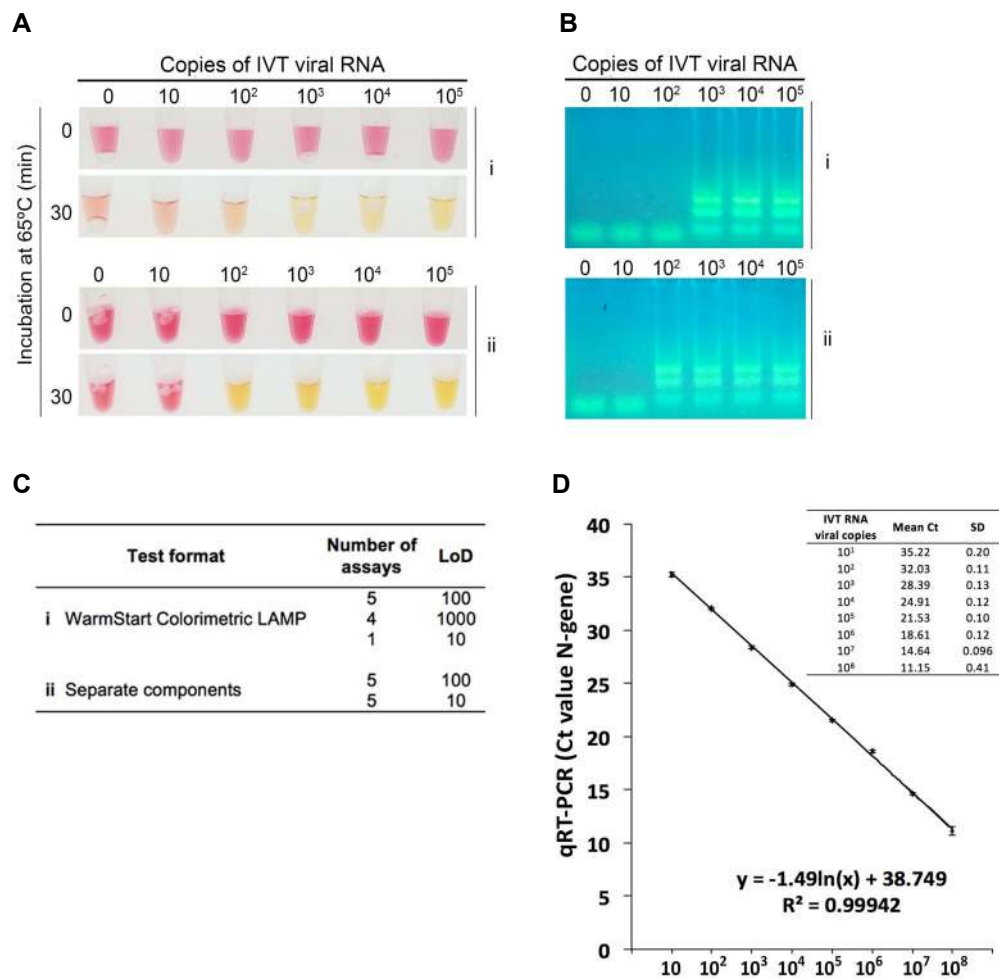 A
Copies of IVT viral RNA
0 10 10² 10³ 10⁴ 10⁵
Incubation at 65ºC (min)
0
30
i
0 10 10² 10³ 10⁴ 10⁵
0
30
ii
B
Copies of IVT viral RNA
0 10 10² 10³ 10⁴ 10⁵
i
0 10 10² 10³ 10⁴ 10⁵
ii
C
Test format Number of assays LoD
i WarmStart Colorimetric LAMP 5 100
4 1000
1 10
ii Separate components 5 100
5 10
D
qRT-PCR (Ct value N-gene)
40
35
30
25
20
15
10
5
0
IVT RNA viral copies Mean Ct SD
10¹ 35.22 0.20
10² 32.03 0.11
10³ 28.39 0.13
10⁴ 24.91 0.12
10⁵ 21.53 0.10
10⁶ 18.61 0.12
10⁷ 14.64 0.096
10⁸ 11.15 0.41
y = -1.49ln(x) + 38.749
R² = 0.99942
10 10² 10³ 10⁴ 10⁵ 10⁶ 10⁷ 10⁸